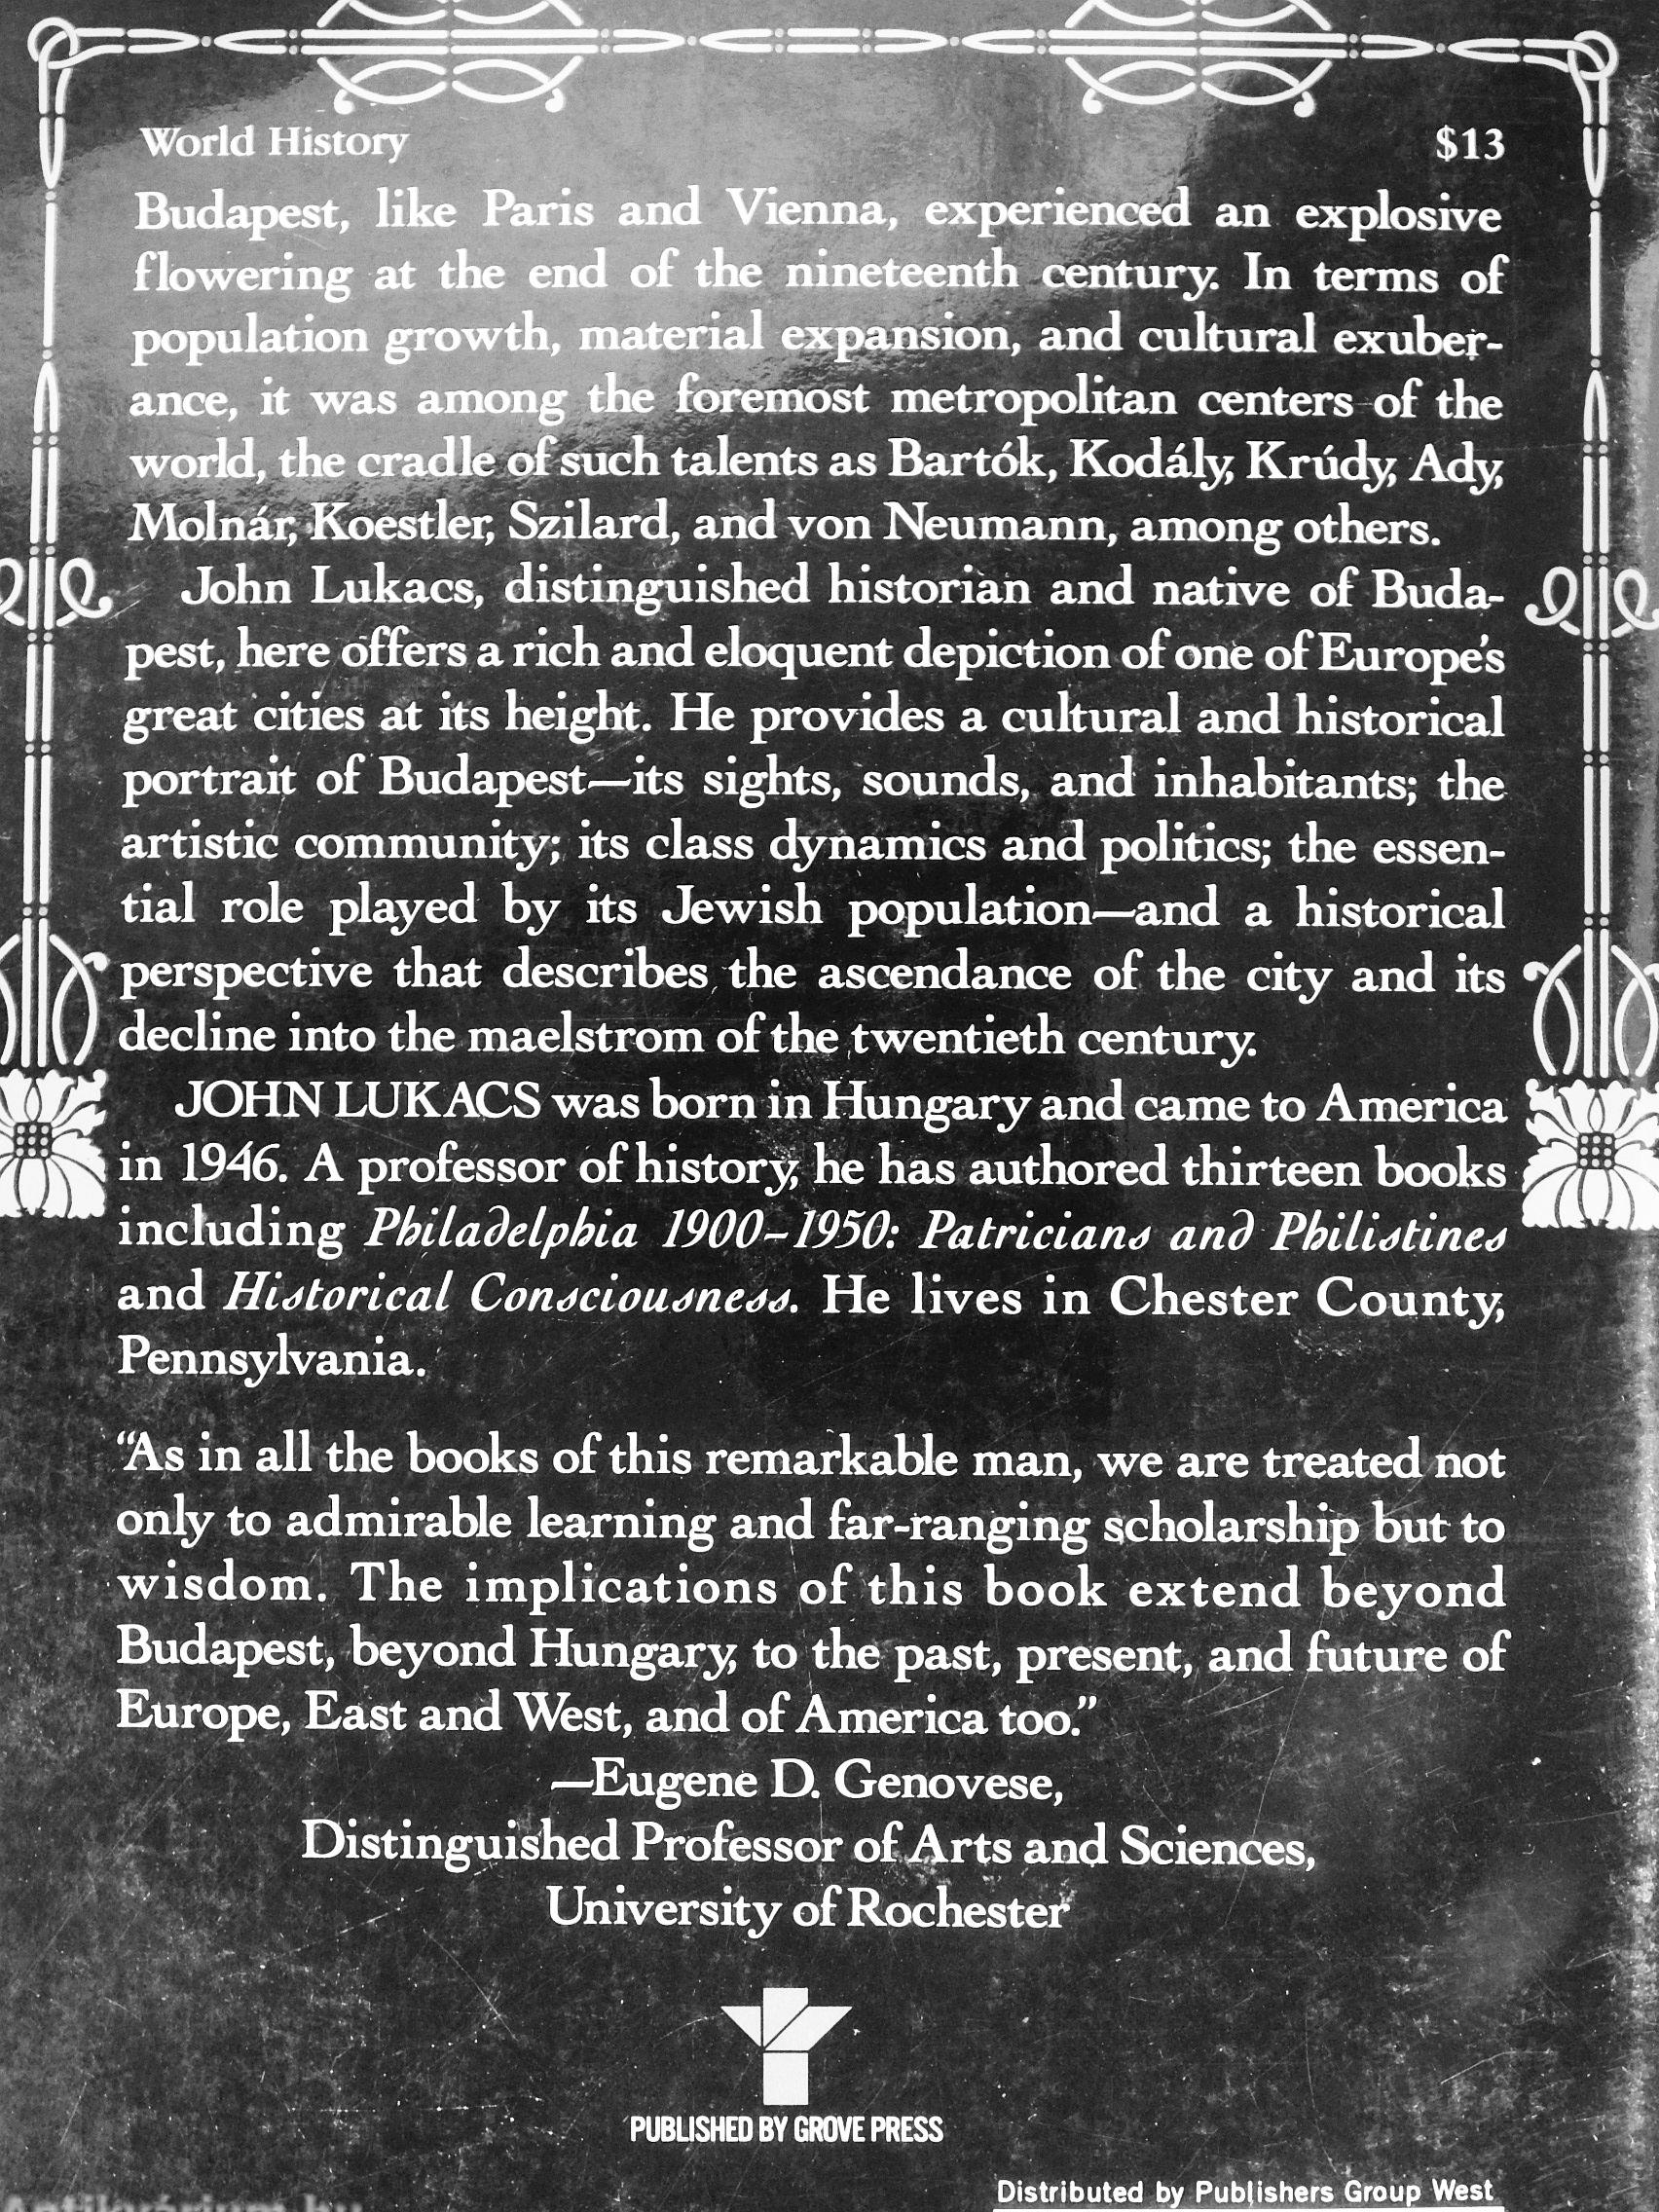 World History $13
Budapest, like Paris and Vienna, experienced an explosive
flowering at the end of the nineteenth century. In terms of
population growth, material expansion, and cultural exuber-
ance, it was among the foremost metropolitan centers of the
world, the cradle of such talents as Bartók, Kodály, Krúdy, Ady,
Molnár, Koestler, Szilard, and von Neumann, among others.
John Lukacs, distinguished historian and native of Buda-
pest, here offers a rich and eloquent depiction of one of Europe's
great cities at its height. He provides a cultural and historical
portrait of Budapest—its sights, sounds, and inhabitants; the
artistic community; its class dynamics and politics; the essen-
tial role played by its Jewish population—and a historical
perspective that describes the ascendance of the city and its
decline into the maelstrom of the twentieth century.
JOHN LUKACS was born in Hungary and came to America
in 1946. A professor of history, he has authored thirteen books
including Philadelphia 1900–1950: Patricians and Philistines
and Historical Consciousness. He lives in Chester County,
Pennsylvania.
“As in all the books of this remarkable man, we are treated not
only to admirable learning and far-ranging scholarship but to
wisdom. The implications of this book extend beyond
Budapest, beyond Hungary, to the past, present, and future of
Europe, East and West, and of America too.”
—Eugene D. Genovese,
Distinguished Professor of Arts and Sciences,
University of Rochester
PUBLISHED BY GROVE PRESS
Distributed by Publishers Group West
Antikvárium.hu